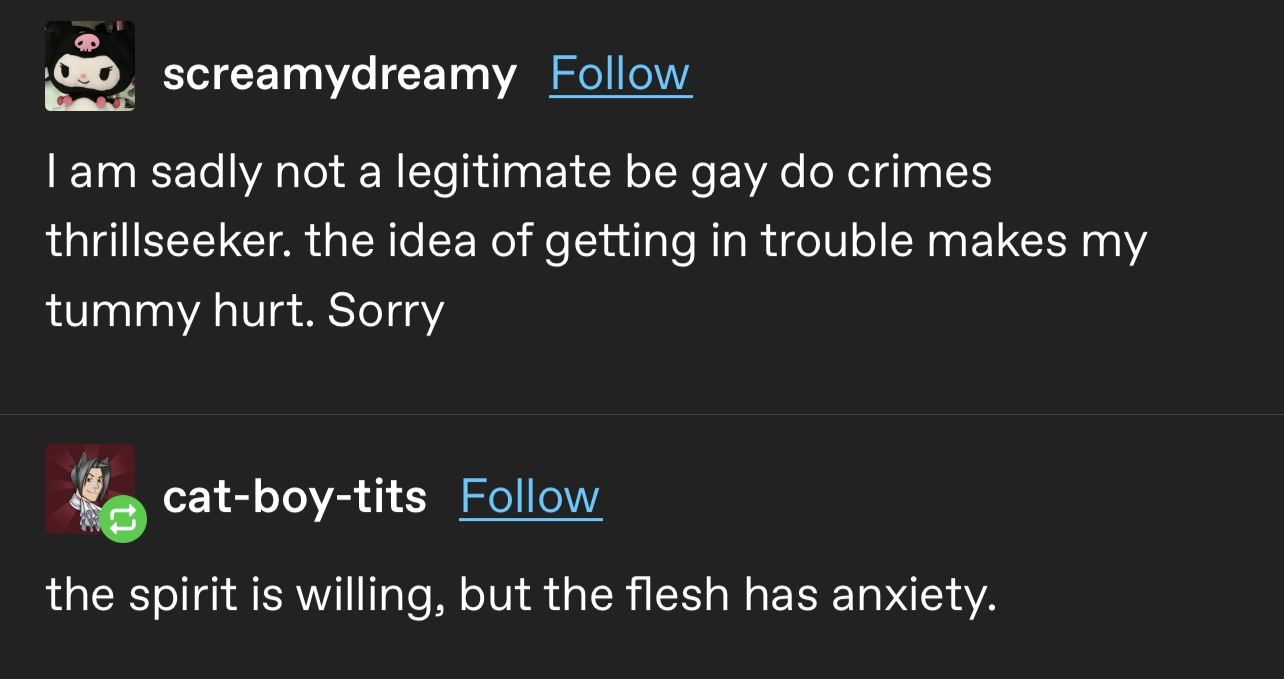 screamydreamy Follow
I am sadly not a legitimate be gay do crimes
thrillseeker. the idea of getting in trouble makes my
tummy hurt. Sorry
cat-boy-tits Follow
the spirit is willing, but the flesh has anxiety.